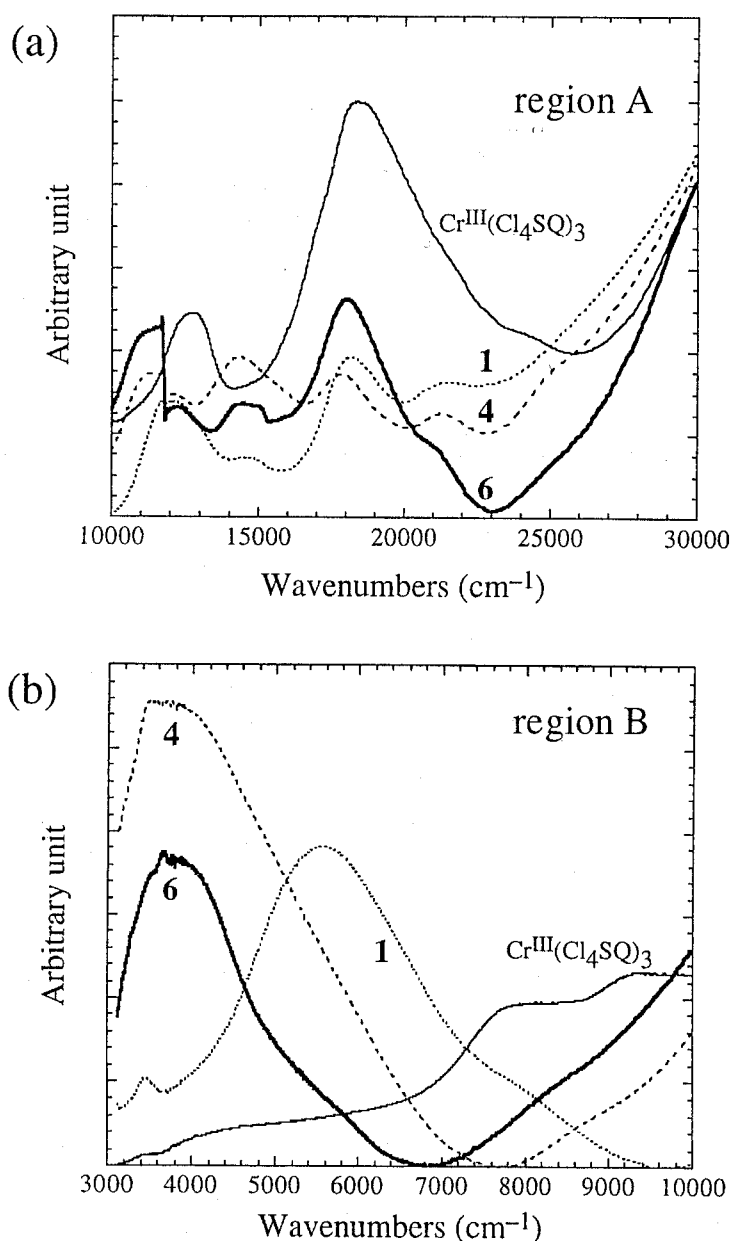 (a)
region A
Cr^III(Cl4SQ)3
1
4
6
Arbitrary unit
10000 15000 20000 25000 30000
Wavenumbers (cm–1)
(b)
region B
4
6
1
Cr^III(Cl4SQ)3
Arbitrary unit
3000 4000 5000 6000 7000 8000 9000 10000
Wavenumbers (cm–1)